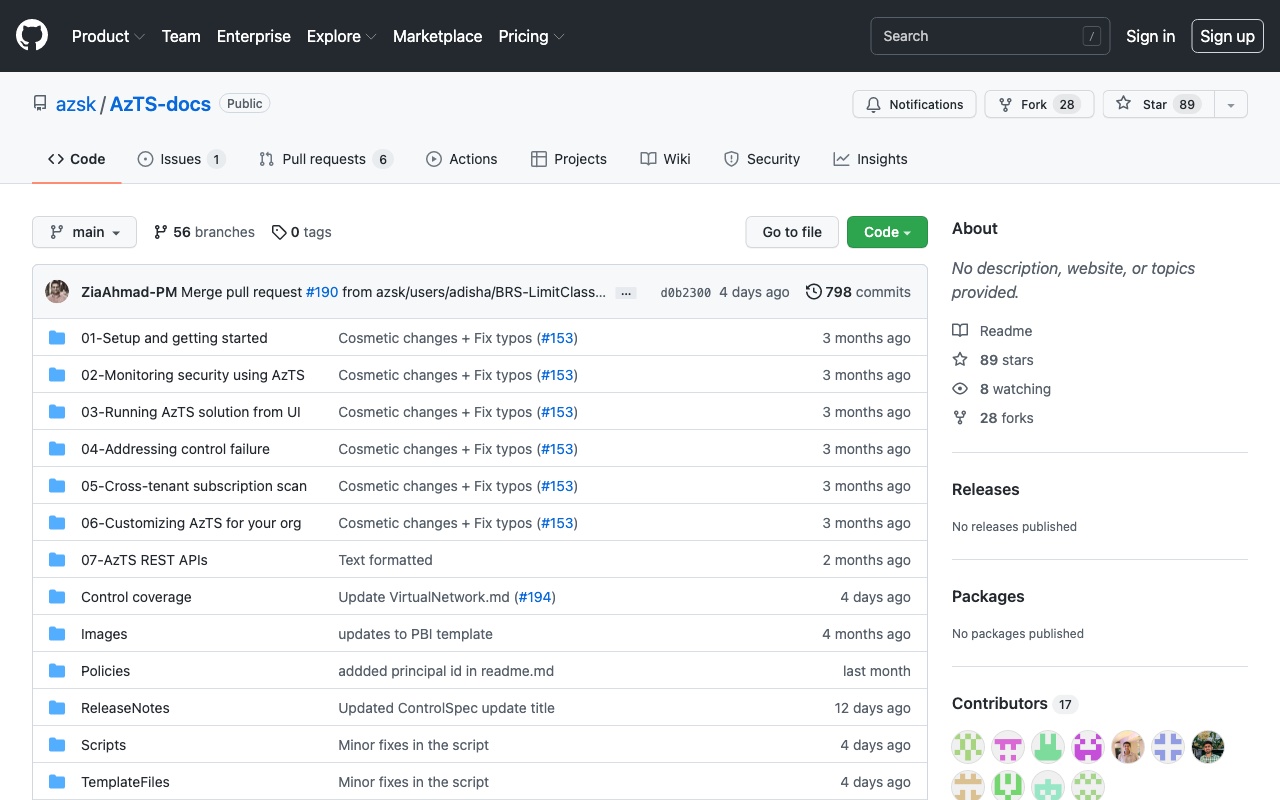 Product Team Enterprise Explore Marketplace Pricing Search / Sign in Sign up
azsk / AzTS-docs Public Notifications Fork 28 Star 89
Code Issues 1 Pull requests 6 Actions Projects Wiki Security Insights
main 56 branches 0 tags Go to file Code
ZiaAhmad-PM Merge pull request #190 from azsk/users/adisha/BRS-LimitClass... … d0b2300 4 days ago 798 commits
01-Setup and getting started Cosmetic changes + Fix typos (#153) 3 months ago
02-Monitoring security using AzTS Cosmetic changes + Fix typos (#153) 3 months ago
03-Running AzTS solution from UI Cosmetic changes + Fix typos (#153) 3 months ago
04-Addressing control failure Cosmetic changes + Fix typos (#153) 3 months ago
05-Cross-tenant subscription scan Cosmetic changes + Fix typos (#153) 3 months ago
06-Customizing AzTS for your org Cosmetic changes + Fix typos (#153) 3 months ago
07-AzTS REST APIs Text formatted 2 months ago
Control coverage Update VirtualNetwork.md (#194) 4 days ago
Images updates to PBI template 4 months ago
Policies addded principal id in readme.md last month
ReleaseNotes Updated ControlSpec update title 12 days ago
Scripts Minor fixes in the script 4 days ago
TemplateFiles Minor fixes in the script 4 days ago
About
No description, website, or topics
provided.
Readme
89 stars
8 watching
28 forks
Releases
No releases published
Packages
No packages published
Contributors 17